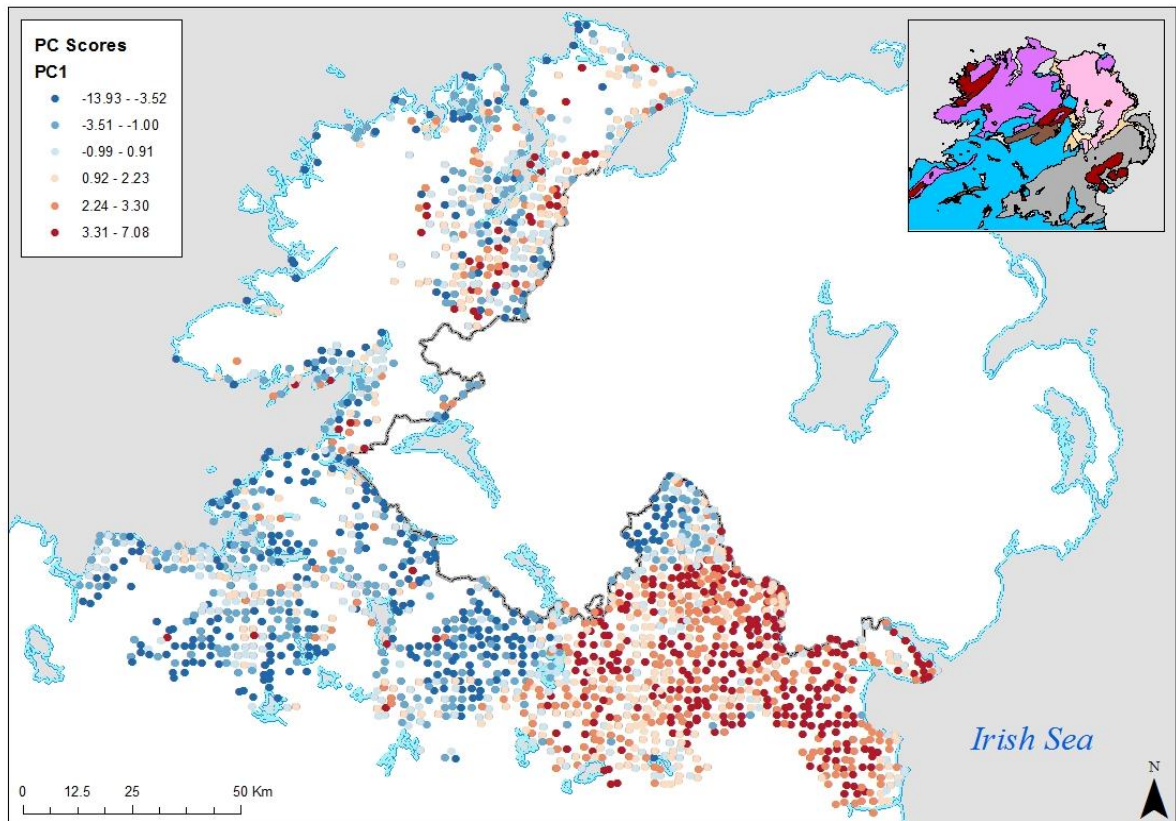 PC Scores
PC1
-13.93 - -3.52
-3.51 - -1.00
-0.99 - 0.91
0.92 - 2.23
2.24 - 3.30
3.31 - 7.08
Irish Sea
0 12.5 25 50 Km
N